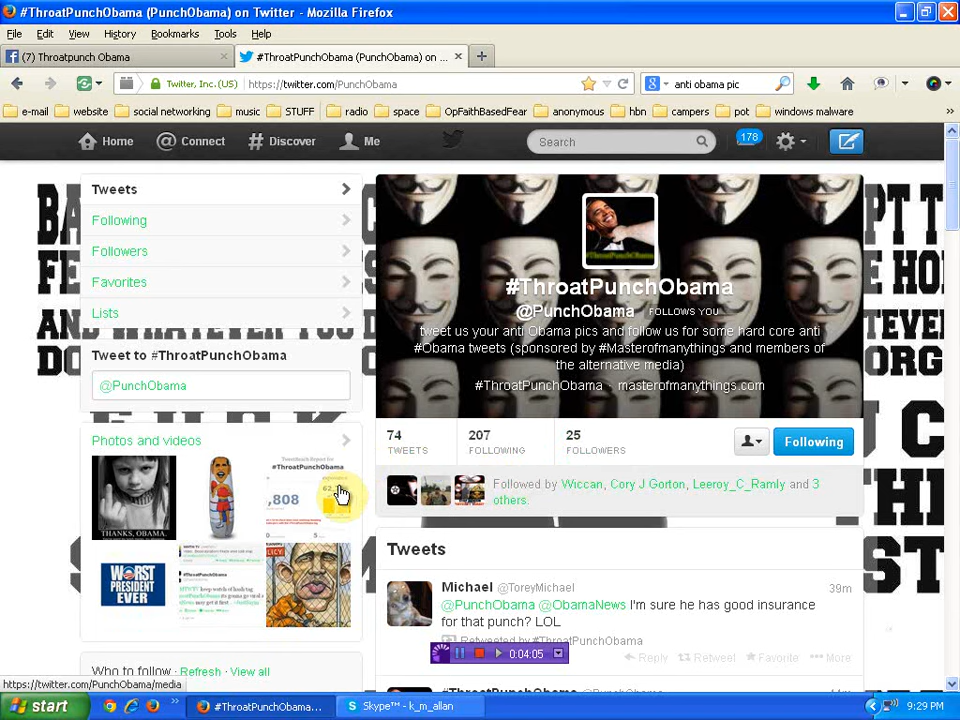 #ThroatPunchObama (PunchObama) on Twitter - Mozilla Firefox
File Edit View History Bookmarks Tools Help
(7) Throatpunch Obama
#ThroatPunchObama (PunchObama) on ...
Twitter, Inc. (US) https://twitter.com/PunchObama
anti obama pic
e-mail website social networking music STUFF radio space OpFaithBasedFear anonymous hbn campers pot windows malware
Home Connect Discover Me
Search
178
Tweets
Following
Followers
Favorites
Lists
Tweet to #ThroatPunchObama
@PunchObama
Photos and videos
THANKS, OBAMA.
#ThroatPunchObama
,808
WORST
PRESIDENT
EVER
#ThroatPunchObama
@PunchObama FOLLOWS YOU
tweet us your anti Obama pics and follow us for some hard core anti
#Obama tweets (sponsored by #Masterofmanythings and members of
the alternative media)
#ThroatPunchObama · masterofmanythings.com
74 207 25
TWEETS FOLLOWING FOLLOWERS
Following
Followed by Wiccan, Cory J Gorton, Leeroy_C_Ramly and 3
others.
Tweets
Michael @ToreyMichael 39m
@PunchObama @ObamaNews I'm sure he has good insurance
for that punch? LOL
Retweeted by #ThroatPunchObama
0:04:05
Reply Retweet Favorite More
Who to follow · Refresh · View all
https://twitter.com/PunchObama/media
#ThroatPunchObama @PunchObama
start
#ThroatPunchObama...
Skype™ - k_m_allan
9:29 PM